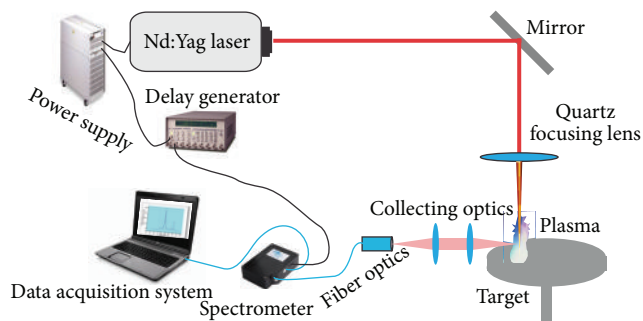 Nd:Yag laser
Mirror
Power supply
Delay generator
Quartz
focusing lens
Collecting optics
Plasma
Fiber optics
Data acquisition system
Spectrometer
Target